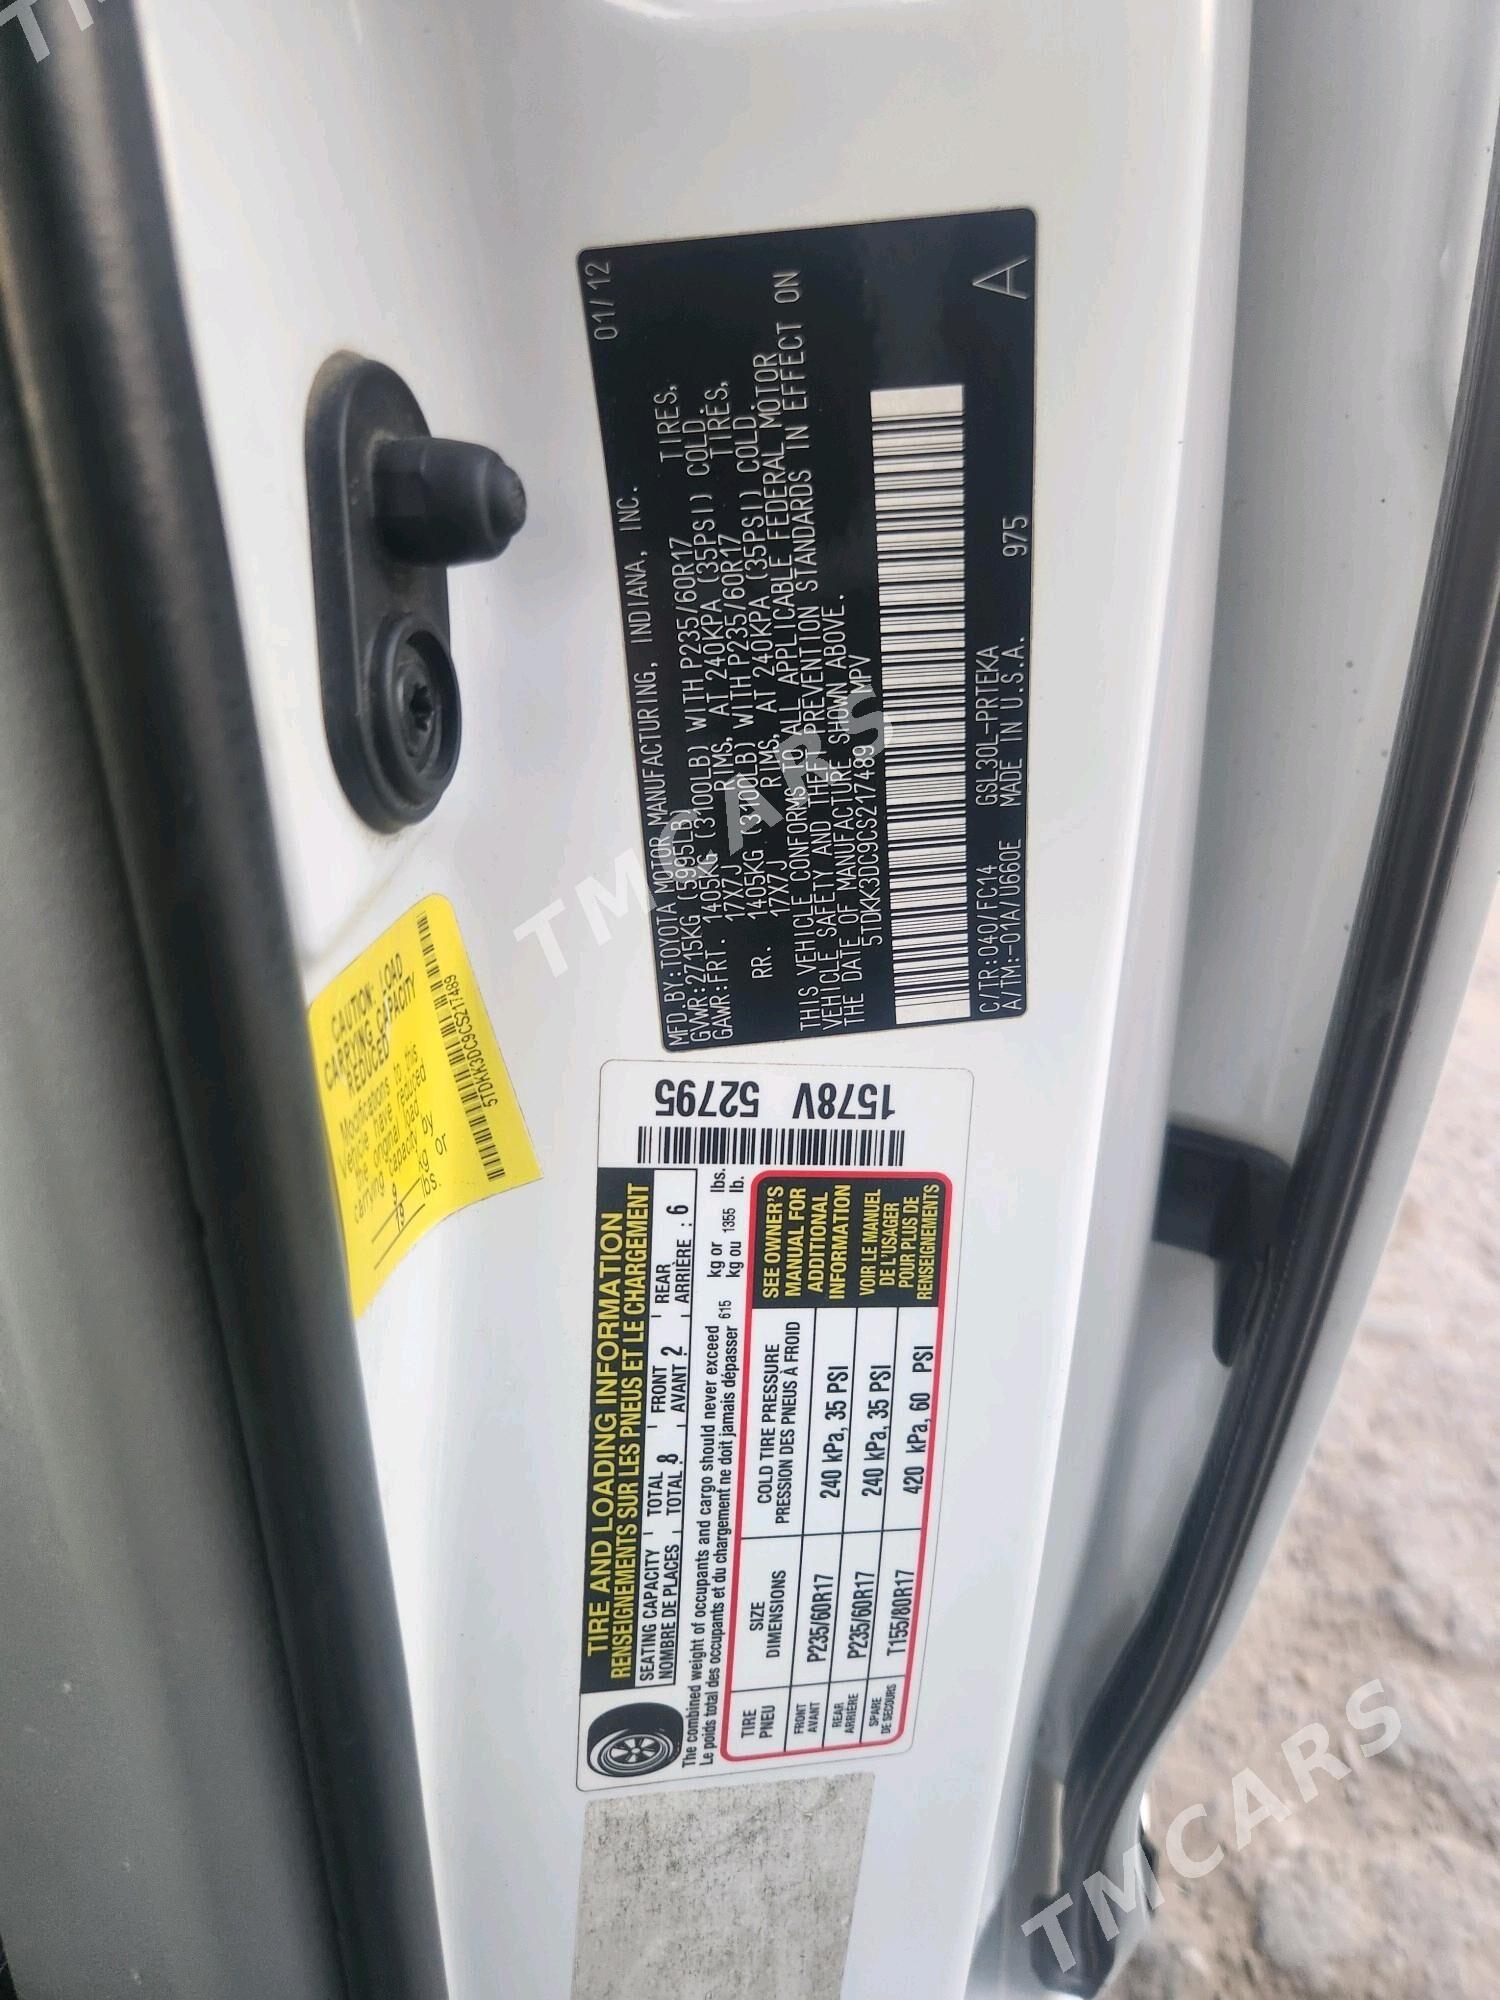 01/12
MFD.BY:TOYOTA MOTOR MANUFACTURING, INDIANA, INC.
GVWR:2715KG (5995LB)
GAWR:FRT. 1405KG (3100LB) WITH P235/60R17 TIRES,
17X7J RIMS, AT 240KPA (35PSI) COLD.
RR. 1405KG (3100LB) WITH P235/60R17 TIRES,
17X7J RIMS, AT 240KPA (35PSI) COLD.
THIS VEHICLE CONFORMS TO ALL APPLICABLE FEDERAL MOTOR
VEHICLE SAFETY AND THEFT PREVENTION STANDARDS IN EFFECT ON
THE DATE OF MANUFACTURE SHOWN ABOVE.
5TDKK3DC9CS217489 MPV
C/TR:040/FC14 GSL30L-PRTEKA
A/TM:-01A/U660E MADE IN U.S.A. 975
A
CAUTION: LOAD
CARRYING CAPACITY
REDUCED
Modifications to this
Vehicle have reduced
the original load
carrying capacity by
9 kg or
19 lbs.
5TDKK3DC9CS217489
1578V 52795
TIRE AND LOADING INFORMATION
RENSEIGNEMENTS SUR LES PNEUS ET LE CHARGEMENT
SEATING CAPACITY TOTAL FRONT REAR
NOMBRE DE PLACES TOTAL 8 AVANT 2 ARRIÈRE : 6
The combined weight of occupants and cargo should never exceed kg or lbs.
Le poids total des occupants et du chargement ne doit jamais dépasser 615 kg ou 1355 lb.
TIRE SIZE COLD TIRE PRESSURE
PNEU DIMENSIONS PRESSION DES PNEUS À FROID
FRONT
AVANT P235/60R17 240 kPa, 35 PSI
REAR
ARRIÈRE P235/60R17 240 kPa, 35 PSI
SPARE
DE SECOURS T155/80R17 420 kPa, 60 PSI
SEE OWNER'S
MANUAL FOR
ADDITIONAL
INFORMATION
VOIR LE MANUEL
DE L'USAGER
POUR PLUS DE
RENSEIGNEMENTS
TMCARS
TMCARS